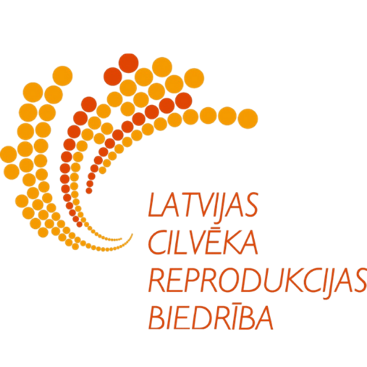 LATVIJAS
CILVĒKA
REPRODUKCIJAS
BIEDRĪBA